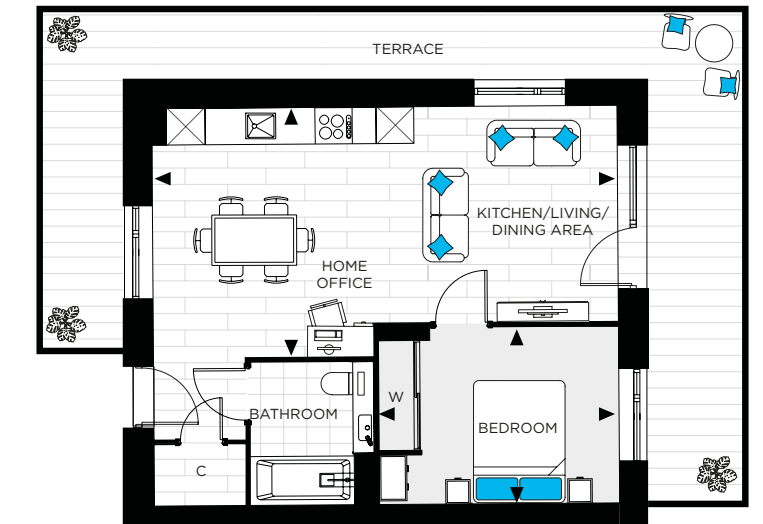 TERRACE
KITCHEN/LIVING/
DINING AREA
HOME
OFFICE
W
BATHROOM
BEDROOM
C